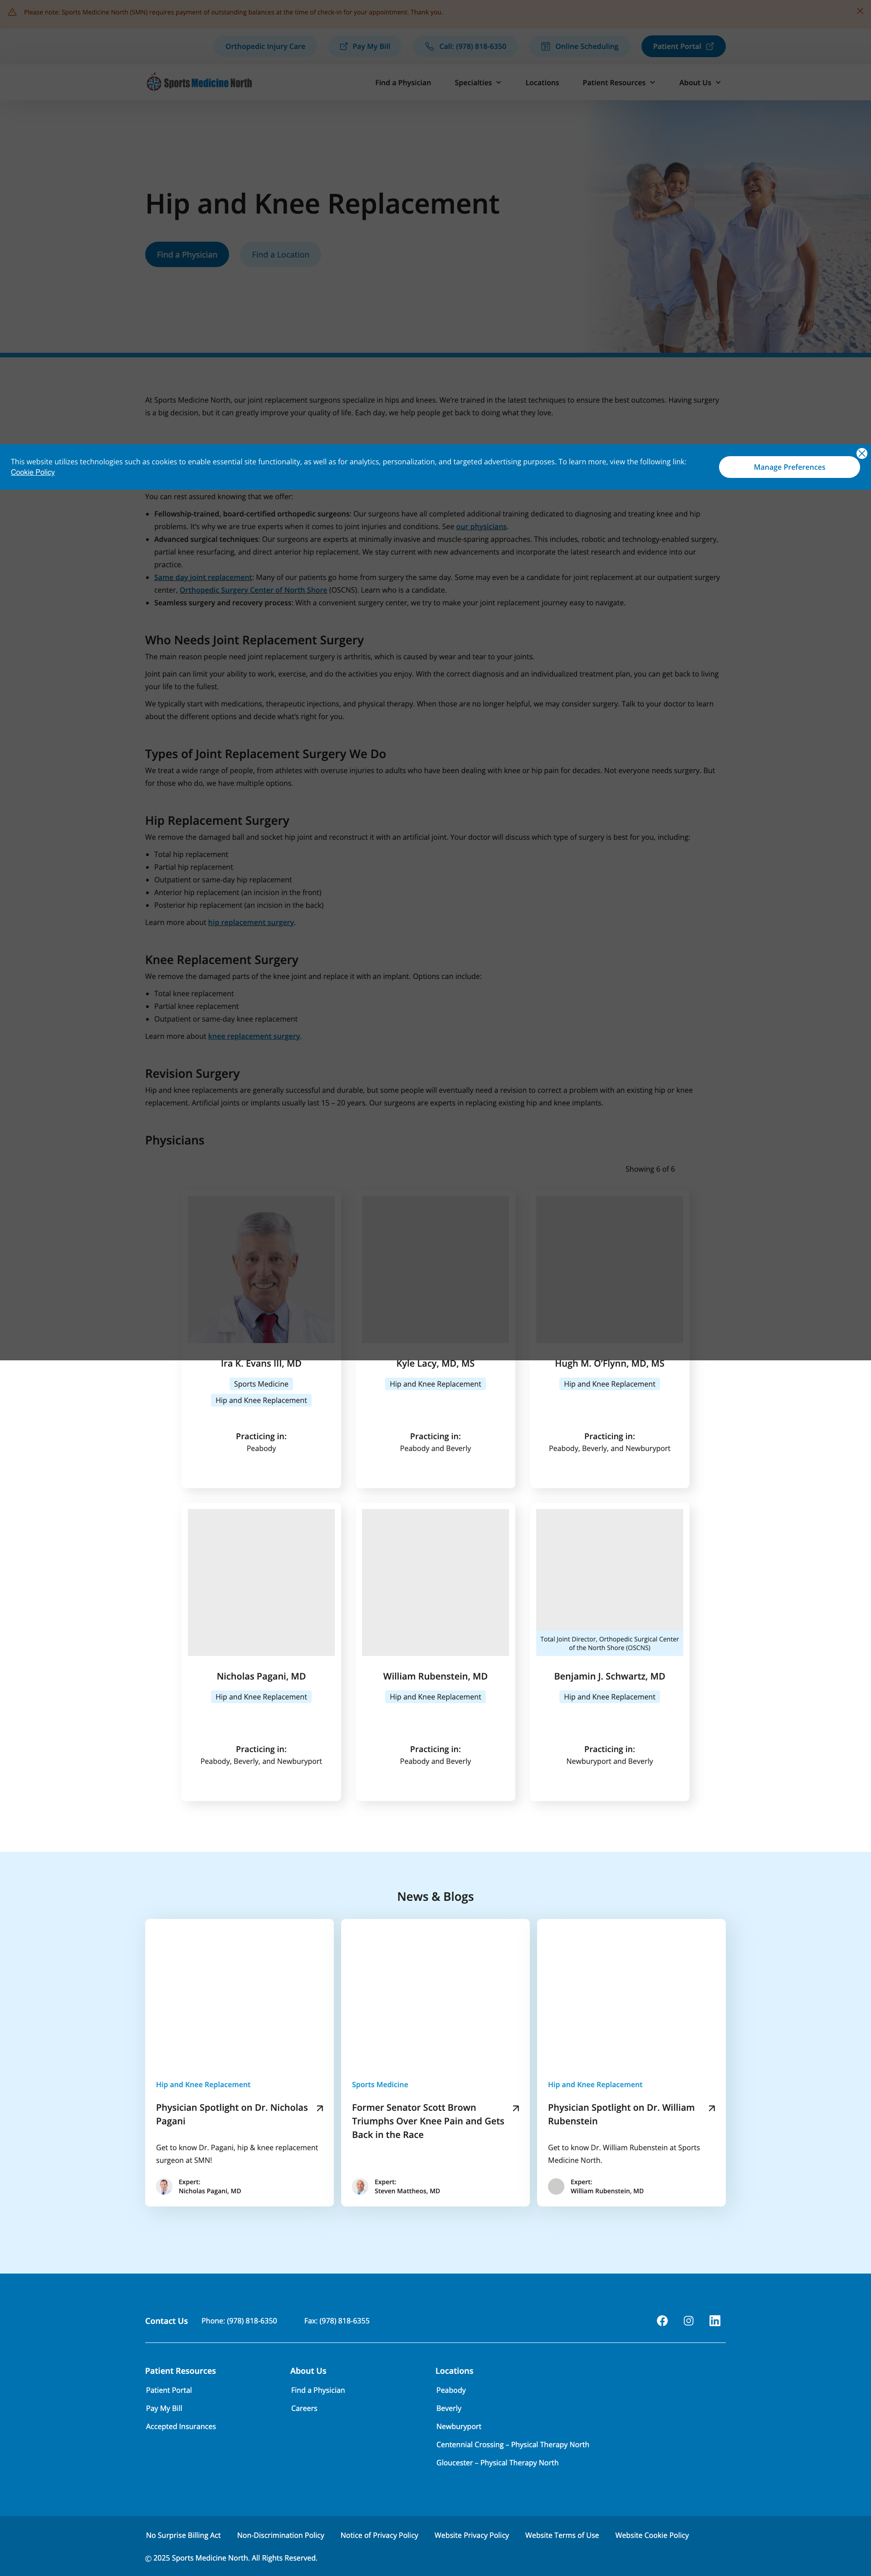 Please note: Sports Medicine North (SMN) requires payment of outstanding balances at the time of check-in for your appointment. Thank you.
Orthopedic Injury Care
Pay My Bill
Call: (978) 818-6350
Online Scheduling
Patient Portal
Sports Medicine North
Find a Physician
Specialties
Locations
Patient Resources
About Us
Hip and Knee Replacement
Find a Physician
Find a Location
At Sports Medicine North, our joint replacement surgeons specialize in hips and knees. We're trained in the latest techniques to ensure the best outcomes. Having surgery
is a big decision, but it can greatly improve your quality of life. Each day, we help people get back to doing what they love.
This website utilizes technologies such as cookies to enable essential site functionality, as well as for analytics, personalization, and targeted advertising purposes. To learn more, view the following link:
Cookie Policy
Manage Preferences
You can rest assured knowing that we offer:
• Fellowship-trained, board-certified orthopedic surgeons: Our surgeons have all completed additional training dedicated to diagnosing and treating knee and hip
problems. It's why we are true experts when it comes to joint injuries and conditions. See our physicians.
• Advanced surgical techniques: Our surgeons are experts at minimally invasive and muscle-sparing approaches. This includes, robotic and technology-enabled surgery,
partial knee resurfacing, and direct anterior hip replacement. We stay current with new advancements and incorporate the latest research and evidence into our
practice.
• Same day joint replacement: Many of our patients go home from surgery the same day. Some may even be a candidate for joint replacement at our outpatient surgery
center, Orthopedic Surgery Center of North Shore (OSCNS). Learn who is a candidate.
• Seamless surgery and recovery process: With a convenient surgery center, we try to make your joint replacement journey easy to navigate.
Who Needs Joint Replacement Surgery
The main reason people need joint replacement surgery is arthritis, which is caused by wear and tear to your joints.
Joint pain can limit your ability to work, exercise, and do the activities you enjoy. With the correct diagnosis and an individualized treatment plan, you can get back to living
your life to the fullest.
We typically start with medications, therapeutic injections, and physical therapy. When those are no longer helpful, we may consider surgery. Talk to your doctor to learn
about the different options and decide what's right for you.
Types of Joint Replacement Surgery We Do
We treat a wide range of people, from athletes with overuse injuries to adults who have been dealing with knee or hip pain for decades. Not everyone needs surgery. But
for those who do, we have multiple options.
Hip Replacement Surgery
We remove the damaged ball and socket hip joint and reconstruct it with an artificial joint. Your doctor will discuss which type of surgery is best for you, including:
• Total hip replacement
• Partial hip replacement
• Outpatient or same-day hip replacement
• Anterior hip replacement (an incision in the front)
• Posterior hip replacement (an incision in the back)
Learn more about hip replacement surgery.
Knee Replacement Surgery
We remove the damaged parts of the knee joint and replace it with an implant. Options can include:
• Total knee replacement
• Partial knee replacement
• Outpatient or same-day knee replacement
Learn more about knee replacement surgery.
Revision Surgery
Hip and knee replacements are generally successful and durable, but some people will eventually need a revision to correct a problem with an existing hip or knee
replacement. Artificial joints or implants usually last 15 – 20 years. Our surgeons are experts in replacing existing hip and knee implants.
Physicians
Showing 6 of 6
Ira K. Evans III, MD
Sports Medicine
Hip and Knee Replacement
Practicing in:
Peabody
Kyle Lacy, MD, MS
Hip and Knee Replacement
Practicing in:
Peabody and Beverly
Hugh M. O'Flynn, MD, MS
Hip and Knee Replacement
Practicing in:
Peabody, Beverly, and Newburyport
Nicholas Pagani, MD
Hip and Knee Replacement
Practicing in:
Peabody, Beverly, and Newburyport
William Rubenstein, MD
Hip and Knee Replacement
Practicing in:
Peabody and Beverly
Total Joint Director, Orthopedic Surgical Center
of the North Shore (OSCNS)
Benjamin J. Schwartz, MD
Hip and Knee Replacement
Practicing in:
Newburyport and Beverly
News & Blogs
Hip and Knee Replacement
Physician Spotlight on Dr. Nicholas
Pagani
Get to know Dr. Pagani, hip & knee replacement
surgeon at SMN!
Expert:
Nicholas Pagani, MD
Sports Medicine
Former Senator Scott Brown
Triumphs Over Knee Pain and Gets
Back in the Race
Expert:
Steven Mattheos, MD
Hip and Knee Replacement
Physician Spotlight on Dr. William
Rubenstein
Get to know Dr. William Rubenstein at Sports
Medicine North.
Expert:
William Rubenstein, MD
Contact Us
Phone: (978) 818-6350
Fax: (978) 818-6355
Patient Resources
Patient Portal
Pay My Bill
Accepted Insurances
About Us
Find a Physician
Careers
Locations
Peabody
Beverly
Newburyport
Centennial Crossing – Physical Therapy North
Gloucester – Physical Therapy North
No Surprise Billing Act
Non-Discrimination Policy
Notice of Privacy Policy
Website Privacy Policy
Website Terms of Use
Website Cookie Policy
© 2025 Sports Medicine North. All Rights Reserved.